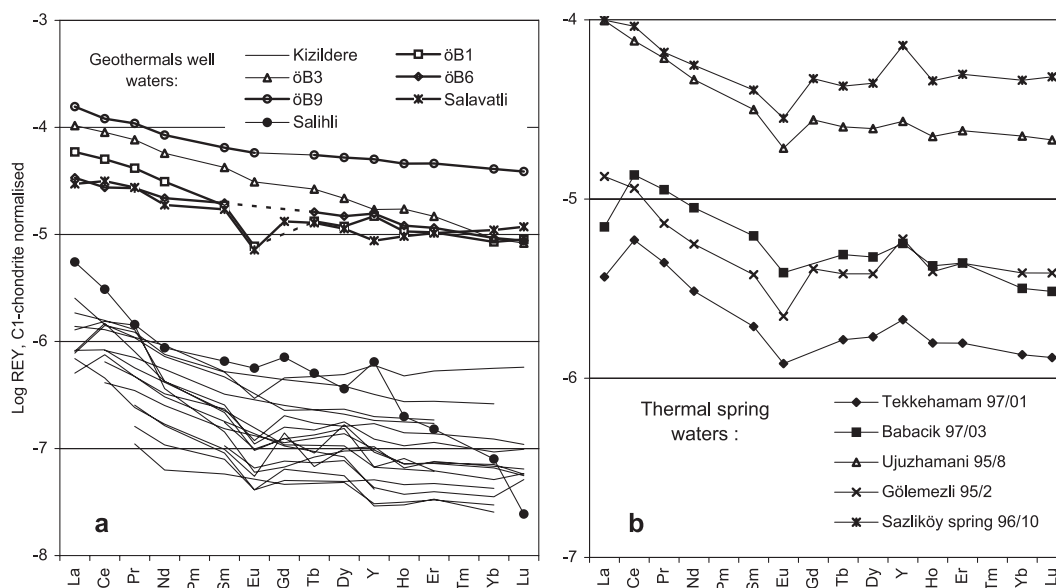 Log REY, C1-chondrite normalised
-3
-4
-5
-6
-7
-8
Geothermals well
waters:
Kizildere
öB1
öB3
öB6
öB9
Salavatli
Salihli
a
La Ce Pr Nd Pm Sm Eu Gd Tb Dy Y Ho Er Tm Yb Lu
-4
-5
-6
-7
Thermal spring
waters :
Tekkehamam 97/01
Babacik 97/03
Ujuzhamani 95/8
Gölemezli 95/2
Sazliköy spring 96/10
b
La Ce Pr Nd Pm Sm Eu Gd Tb Dy Y Ho Er Tm Yb Lu